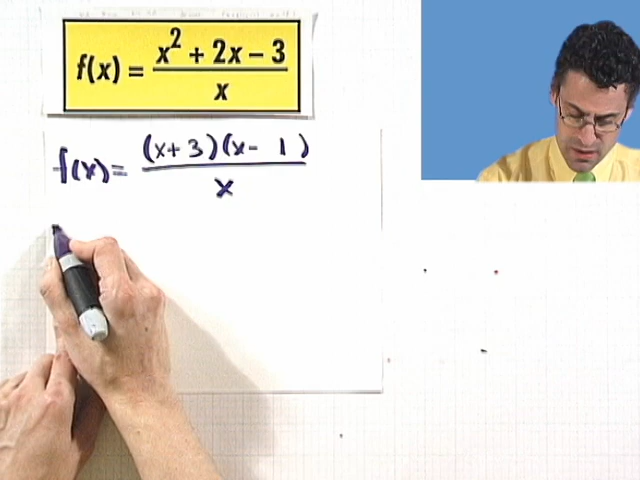 f(x) = x² + 2x − 3 / x
f(x) = (x+3)(x- 1) / x